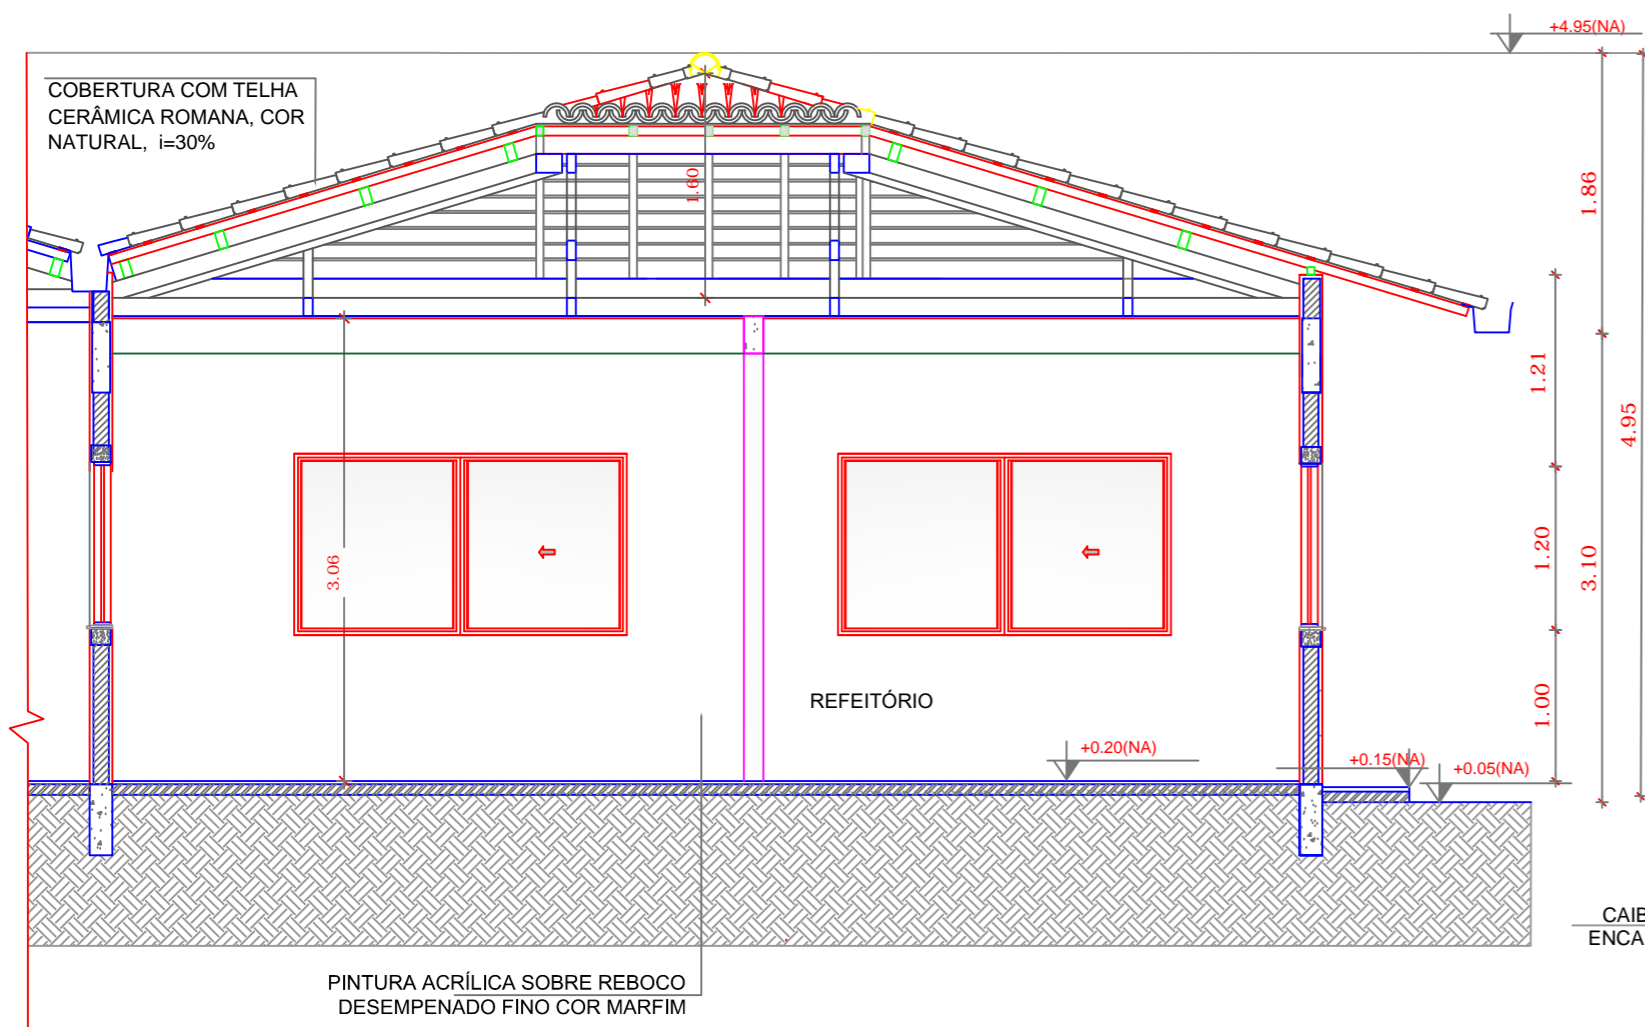 +4.95(NA)
COBERTURA COM TELHA
CERÂMICA ROMANA, COR
NATURAL, i=30%
1.60
1.86
1.21
4.95
3.06
1.20
3.10
REFEITÓRIO
1.00
+0.20(NA)
+0.15(NA)
+0.05(NA)
CAIB
ENCA
PINTURA ACRÍLICA SOBRE REBOCO
DESEMPENADO FINO COR MARFIM